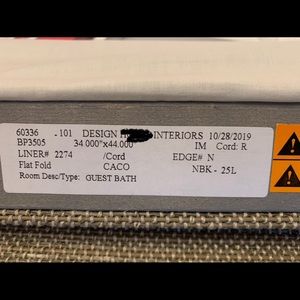 60336 .101 DESIGN INTERIORS 10/28/2019
BP3505 34.000"x44.000 IM Cord: R
LINER# 2274 /Cord EDGE# N
Flat Fold CACO NBK - 25L
Room Desc/Type: GUEST BATH